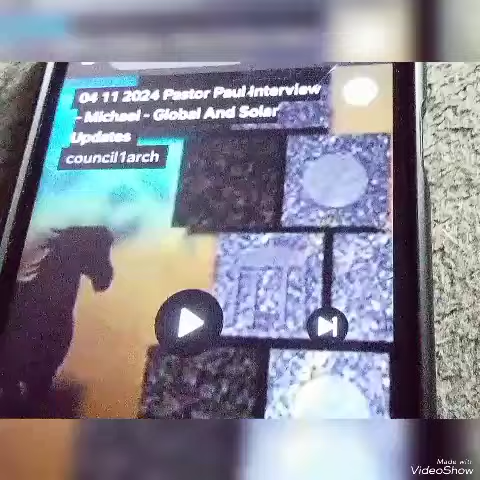 04 11 2024 Pastor Paul Interview
- Michael - Global And Solar
Updates
council1arch
Made with
VideoShow